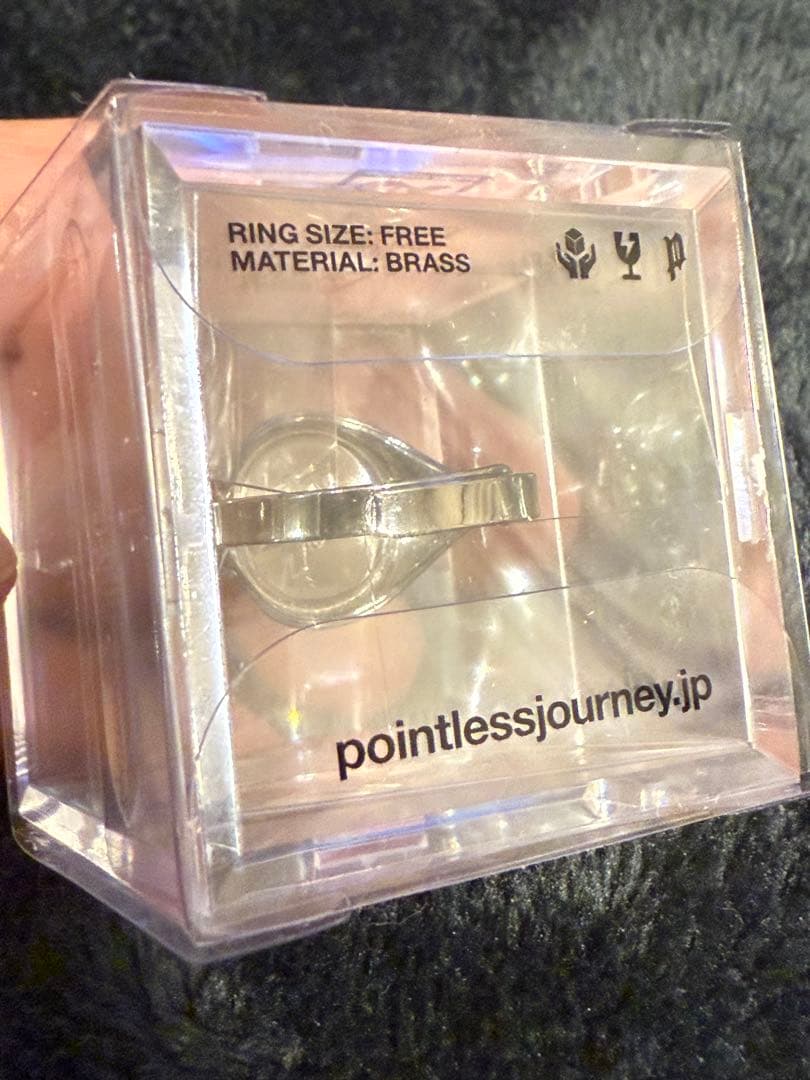 RING SIZE: FREE
MATERIAL: BRASS
p
pointlessjourney.jp